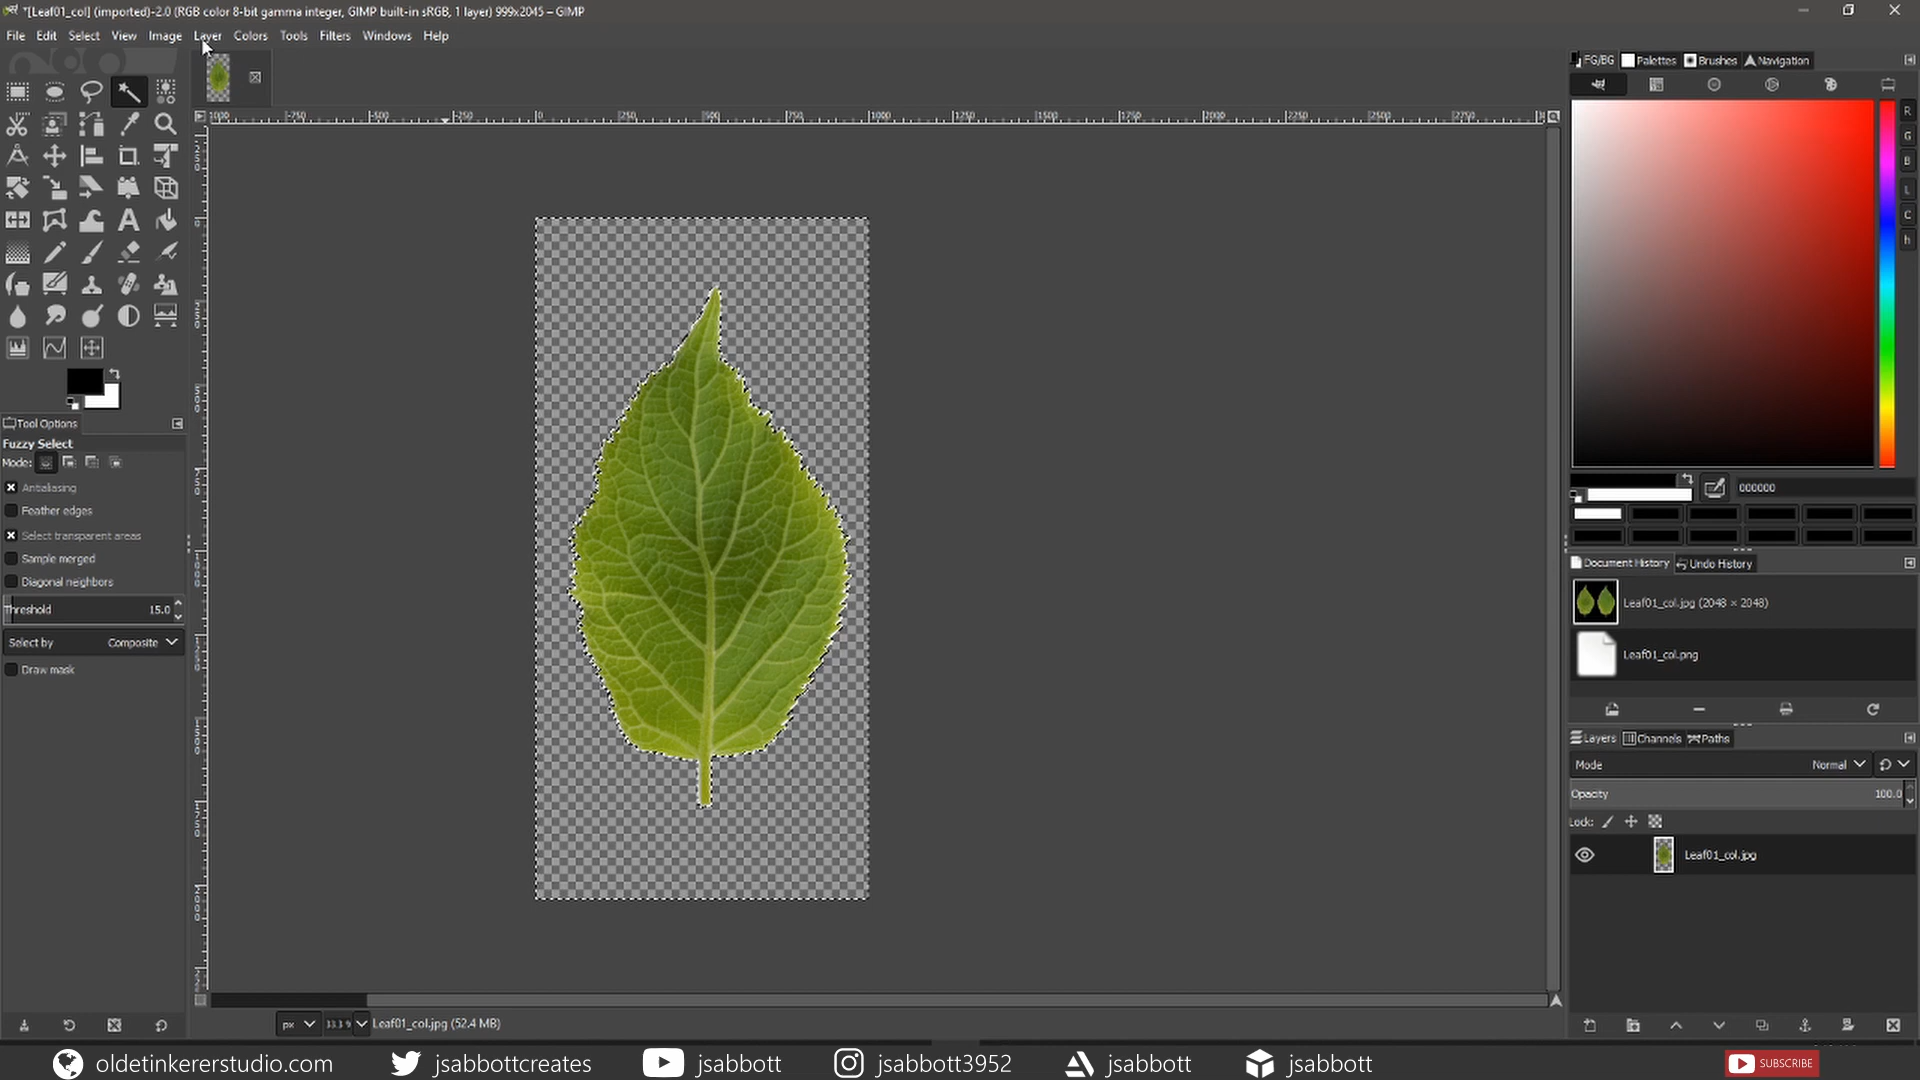 *[Leaf01_col] (imported)-2.0 (RGB color 8-bit gamma integer, GIMP built-in sRGB, 1 layer) 999x2045 – GIMP
File Edit Select View Image Layer Colors Tools Filters Windows Help
FG/BG Palettes Brushes Navigation
R
G
B
L
C
h
000000
Tool Options
Fuzzy Select
Mode:
Antialiasing
Feather edges
Select transparent areas
Sample merged
Diagonal neighbors
Threshold 15.0
Select by Composite
Draw mask
Document History Undo History
Leaf01_col.jpg (2048 × 2048)
Leaf01_col.png
Layers Channels Paths
Mode Normal
Opacity 100.0
Lock:
Leaf01_col.jpg
px 33.3 % Leaf01_col.jpg (52.4 MB)
oldetinkererstudio.com jsabbottcreates jsabbott jsabbott3952 jsabbott jsabbott SUBSCRIBE